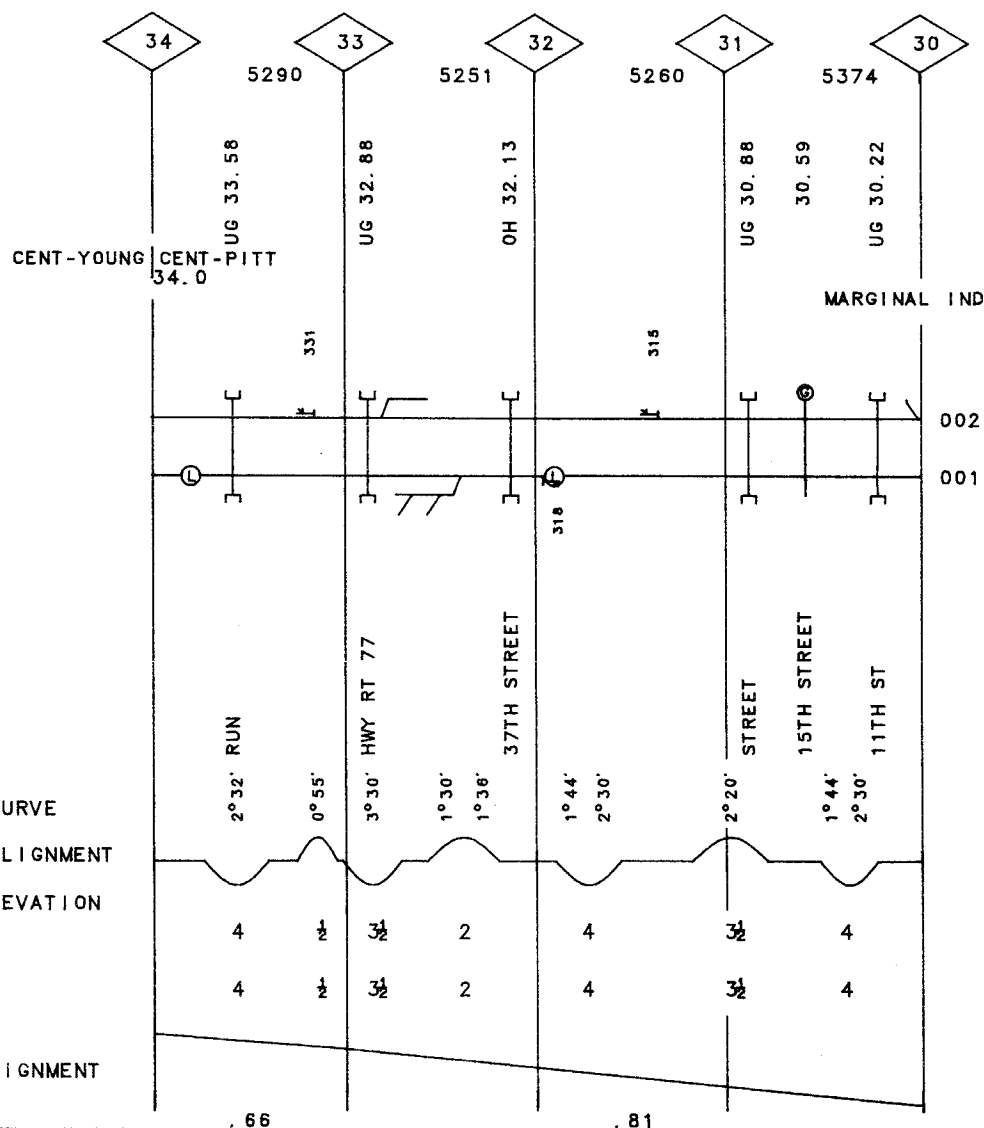 34 33 32 31 30
5290 5251 5260 5374
UG 33.58
UG 32.88
OH 32.13
UG 30.88
30.59
UG 30.22
CENT-YOUNG CENT-PITT
34.0
MARGINAL IND
331
315
G
002
L
L
001
318
RUN
HWY RT 77
37TH STREET
STREET
15TH STREET
11TH ST
2°32'
0°55'
3°30'
1°30'
1°36'
1°44'
2°30'
2°20'
1°44'
2°30'
URVE
LIGNMENT
EVATION
4 ½ 3½ 2 4 3½ 4
4 ½ 3½ 2 4 3½ 4
IGNMENT
.66 .81